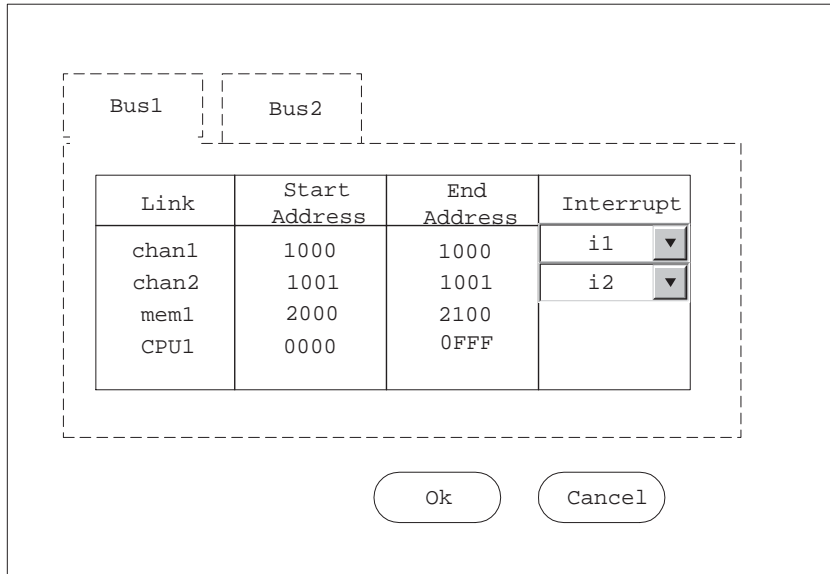 Bus1 Bus2
Link Start Address End Address Interrupt
chan1 1000 1000 i1
chan2 1001 1001 i2
mem1 2000 2100
CPU1 0000 0FFF
Ok Cancel